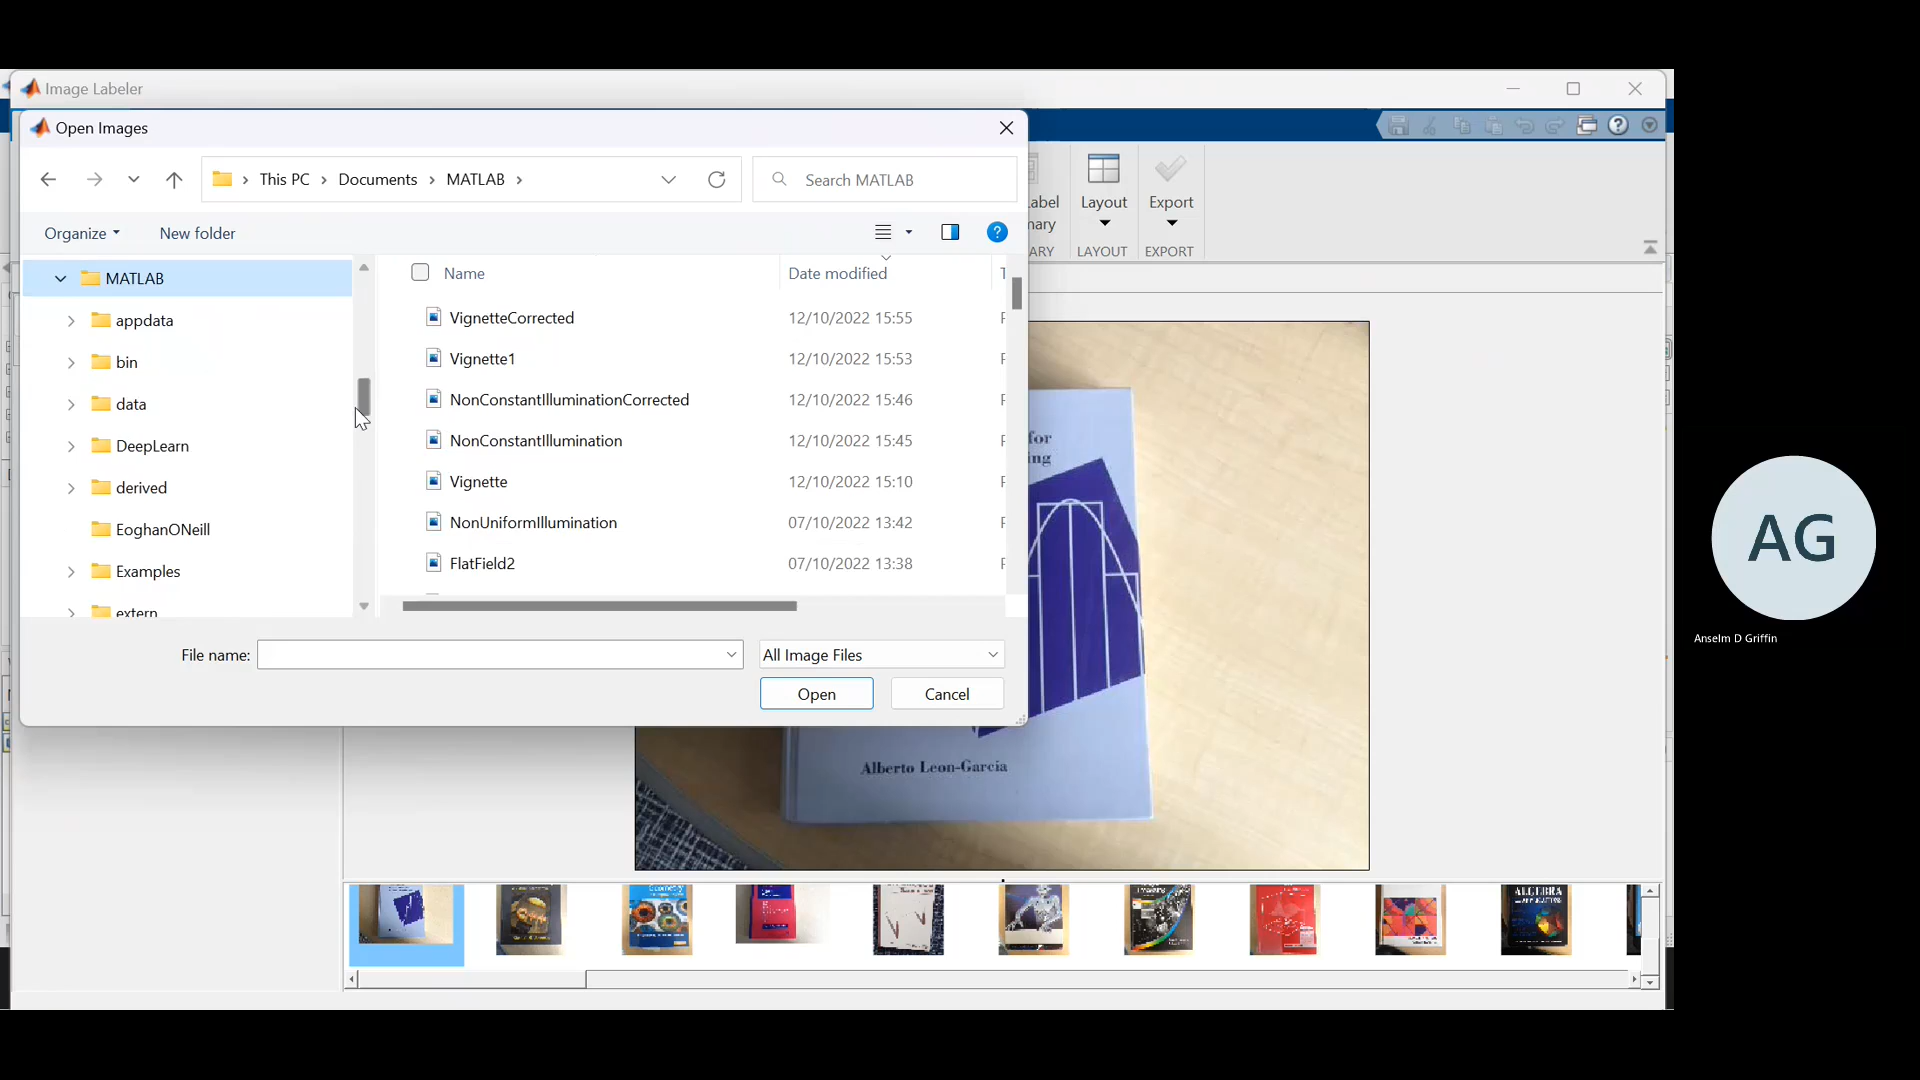 Image Labeler
Open Images
This PC > Documents > MATLAB >
Search MATLAB
Organize
New folder
Name
Date modified
MATLAB
appdata
bin
data
DeepLearn
derived
EoghanONeill
Examples
extern
VignetteCorrected 12/10/2022 15:55
Vignette1 12/10/2022 15:53
NonConstantIlluminationCorrected 12/10/2022 15:46
NonConstantIllumination 12/10/2022 15:45
Vignette 12/10/2022 15:10
NonUniformIllumination 07/10/2022 13:42
FlatField2 07/10/2022 13:38
File name:
All Image Files
Open
Cancel
Layout
Export
LAYOUT
EXPORT
for
Alberto Leon-Garcia
ALGEBRA
AG
Anselm D Griffin